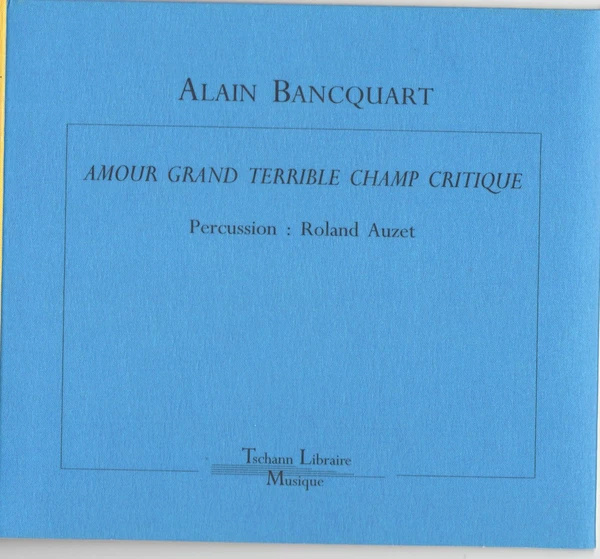 ALAIN BANCQUART
AMOUR GRAND TERRIBLE CHAMP CRITIQUE
Percussion : Roland Auzet
Tschann Libraire
Musique